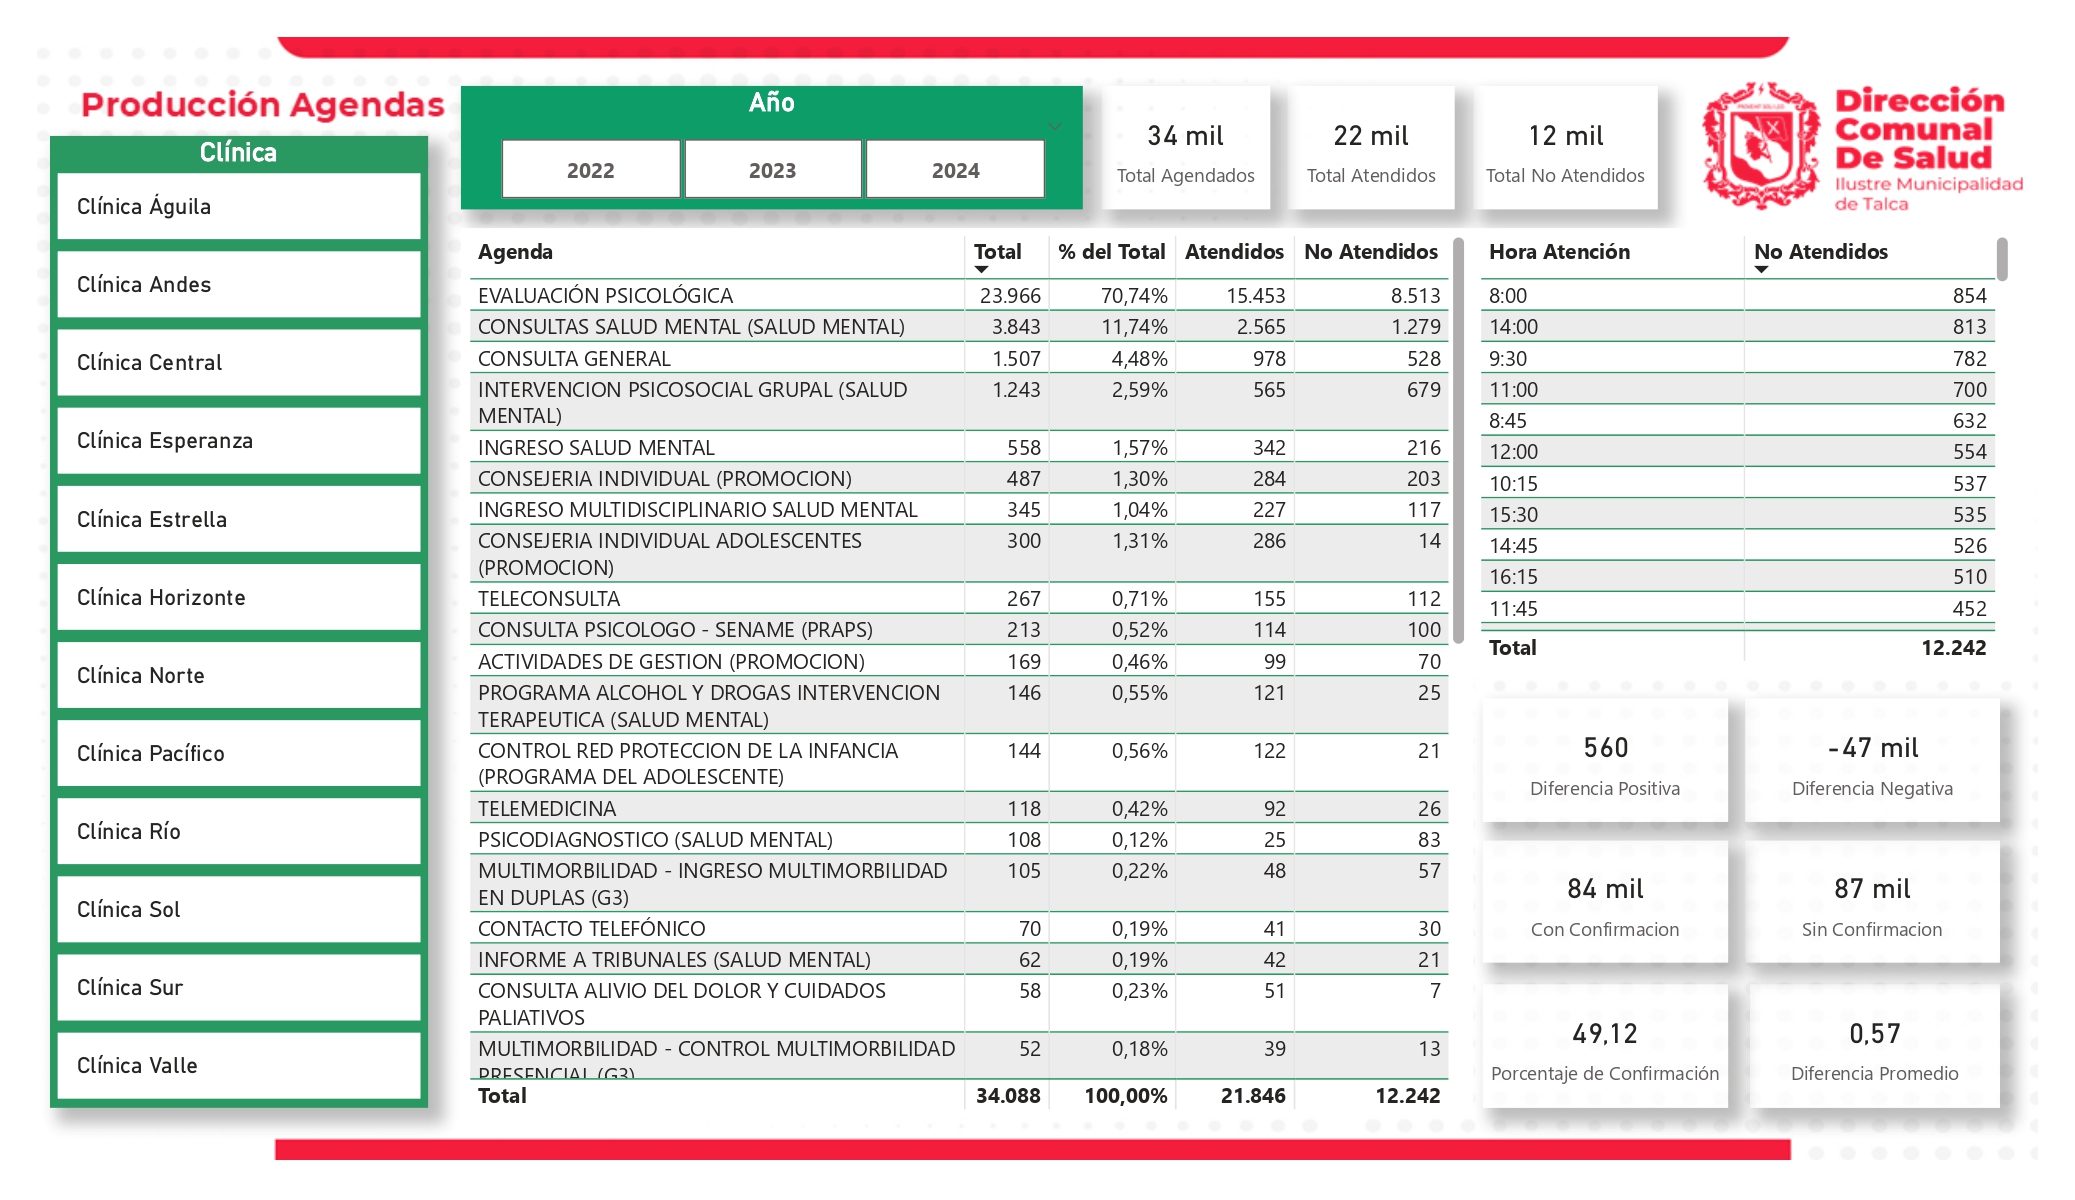 Producción Agendas
Clínica
Clínica Águila
Clínica Andes
Clínica Central
Clínica Esperanza
Clínica Estrella
Clínica Horizonte
Clínica Norte
Clínica Pacífico
Clínica Río
Clínica Sol
Clínica Sur
Clínica Valle
Año
2022 2023 2024
34 mil
Total Agendados
22 mil
Total Atendidos
12 mil
Total No Atendidos
Dirección
Comunal
De Salud
Ilustre Municipalidad
de Talca
Agenda Total % del Total Atendidos No Atendidos
EVALUACIÓN PSICOLÓGICA 23.966 70,74% 15.453 8.513
CONSULTAS SALUD MENTAL (SALUD MENTAL) 3.843 11,74% 2.565 1.279
CONSULTA GENERAL 1.507 4,48% 978 528
INTERVENCION PSICOSOCIAL GRUPAL (SALUD 1.243 2,59% 565 679
MENTAL)
INGRESO SALUD MENTAL 558 1,57% 342 216
CONSEJERIA INDIVIDUAL (PROMOCION) 487 1,30% 284 203
INGRESO MULTIDISCIPLINARIO SALUD MENTAL 345 1,04% 227 117
CONSEJERIA INDIVIDUAL ADOLESCENTES 300 1,31% 286 14
(PROMOCION)
TELECONSULTA 267 0,71% 155 112
CONSULTA PSICOLOGO - SENAME (PRAPS) 213 0,52% 114 100
ACTIVIDADES DE GESTION (PROMOCION) 169 0,46% 99 70
PROGRAMA ALCOHOL Y DROGAS INTERVENCION 146 0,55% 121 25
TERAPEUTICA (SALUD MENTAL)
CONTROL RED PROTECCION DE LA INFANCIA 144 0,56% 122 21
(PROGRAMA DEL ADOLESCENTE)
TELEMEDICINA 118 0,42% 92 26
PSICODIAGNOSTICO (SALUD MENTAL) 108 0,12% 25 83
MULTIMORBILIDAD - INGRESO MULTIMORBILIDAD 105 0,22% 48 57
EN DUPLAS (G3)
CONTACTO TELEFÓNICO 70 0,19% 41 30
INFORME A TRIBUNALES (SALUD MENTAL) 62 0,19% 42 21
CONSULTA ALIVIO DEL DOLOR Y CUIDADOS 58 0,23% 51 7
PALIATIVOS
MULTIMORBILIDAD - CONTROL MULTIMORBILIDAD 52 0,18% 39 13
PRESENCIAL (G3)
Total 34.088 100,00% 21.846 12.242
Hora Atención No Atendidos
8:00 854
14:00 813
9:30 782
11:00 700
8:45 632
12:00 554
10:15 537
15:30 535
14:45 526
16:15 510
11:45 452
Total 12.242
560
Diferencia Positiva
-47 mil
Diferencia Negativa
84 mil
Con Confirmacion
87 mil
Sin Confirmacion
49,12
Porcentaje de Confirmación
0,57
Diferencia Promedio